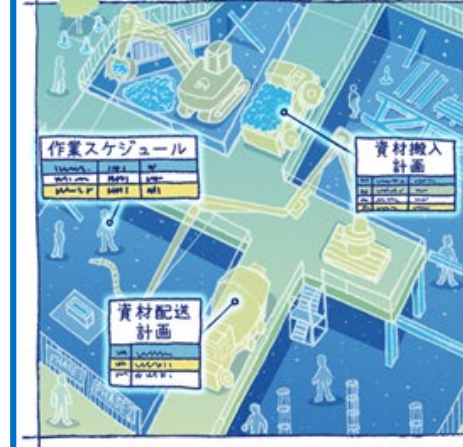 作業スケジュール
資材搬入
計画
資材配送
計画